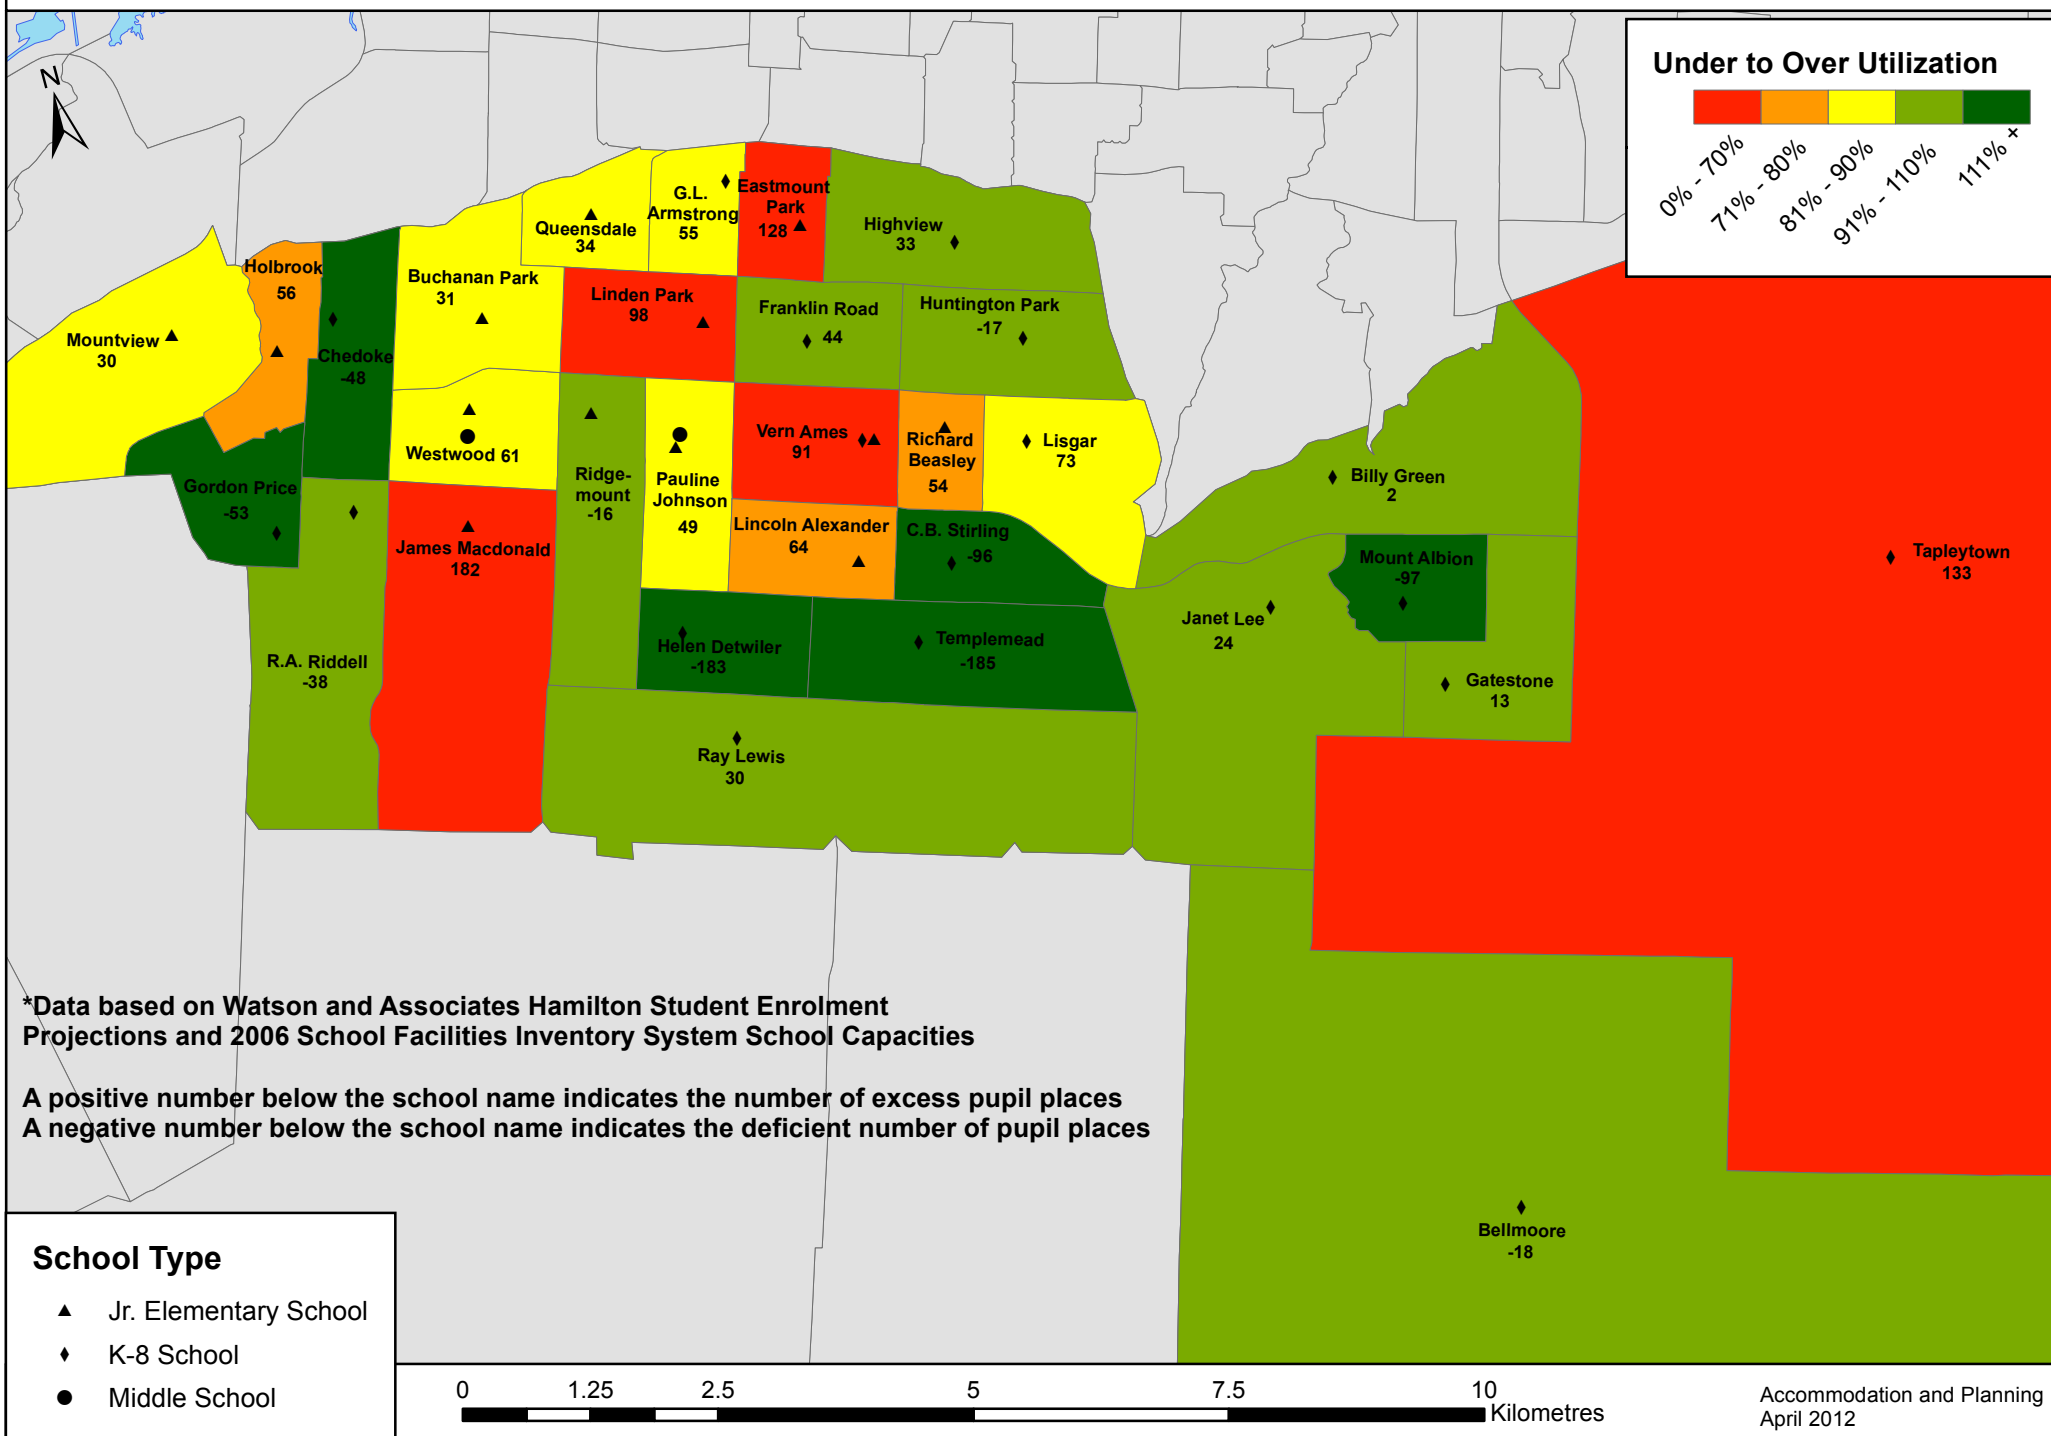 N
Under to Over Utilization
0% - 70%
71% - 80%
81% - 90%
91% - 110%
111% +
Queensdale
34
G.L.
Armstrong
55
Eastmount
Park
128
Highview
33
Holbrook
56
Mountview
30
Chedoke
-48
Buchanan Park
31
Linden Park
98
Franklin Road
44
Huntington Park
-17
Westwood 61
Gordon Price
-53
Ridge-
mount
-16
Pauline
Johnson
49
Vern Ames
91
Richard
Beasley
54
Lisgar
73
Billy Green
2
Lincoln Alexander
64
C.B. Stirling
-96
James Macdonald
182
Mount Albion
-97
Tapleytown
133
Janet Lee
24
R.A. Riddell
-38
Helen Detwiler
-183
Templemead
-185
Gatestone
13
Ray Lewis
30
Bellmoore
-18
*Data based on Watson and Associates Hamilton Student Enrolment
Projections and 2006 School Facilities Inventory System School Capacities
A positive number below the school name indicates the number of excess pupil places
A negative number below the school name indicates the deficient number of pupil places
School Type
Jr. Elementary School
K-8 School
Middle School
0 1.25 2.5 5 7.5 10
Kilometres
Accommodation and Planning
April 2012